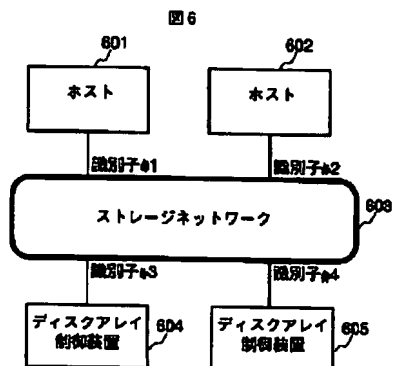 図6
601
602
ホスト
ホスト
識別子#1
識別子#2
ストレージネットワーク
603
識別子#3
識別子#4
ディスクアレイ
制御装置
604
ディスクアレイ
制御装置
605